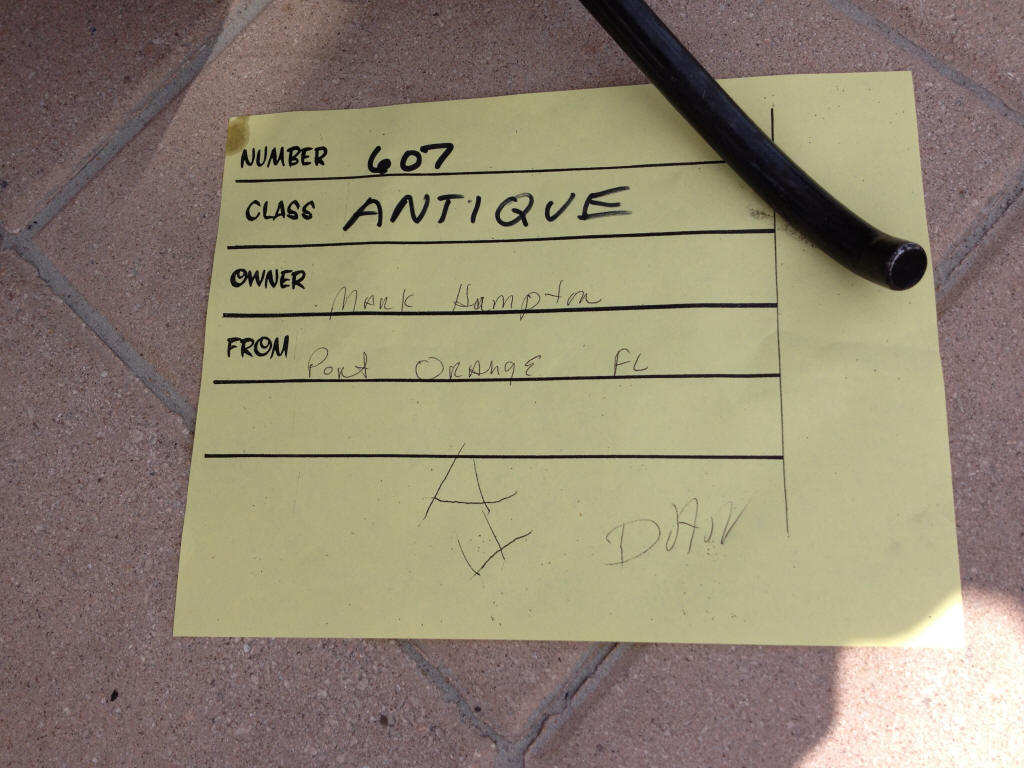 NUMBER 607
CLASS ANTIQUE
OWNER Mark Hampton
FROM Port Orange FL
A